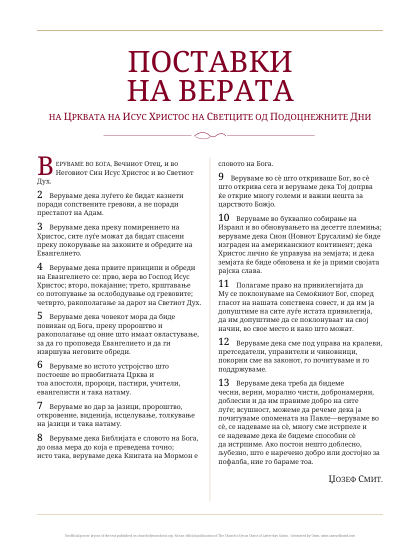 ПОСТАВКИ
НА ВЕРАТА
НА ЦРКВАТА НА ИСУС ХРИСТОС НА СВЕТЦИТЕ ОД ПОДОЦНЕЖНИТЕ ДНИ
ВЕРУВАМЕ ВО БОГА, Вечниот Отец, и во
Неговиот Син Исус Христос и во Светиот
Дух.
2 Веруваме дека луѓето ќе бидат казнети
поради сопствените гревови, а не поради
престапот на Адам.
3 Веруваме дека преку помирението на
Христос, сите луѓе можат да бидат спасени
преку покорување на законите и обредите на
Евангелието.
4 Веруваме дека првите принципи и обреди
на Евангелието се: прво, вера во Господ Исус
Христос; второ, покајание; трето, крштавање
со потопување за ослободување од гревовите;
четврто, ракополагање за дарот на Светиот Дух.
5 Веруваме дека човекот мора да биде
повикан од Бога, преку пророштво и
ракополагање од оние што имаат овластување,
за да го проповеда Евангелието и да ги
извршува неговите обреди.
6 Веруваме во истото устројство што
постоеше во првобитната Црква и
тоа апостоли, пророци, пастири, учители,
евангелисти и така натаму.
7 Веруваме во дар за јазици, пророштво,
откровение, виденија, исцелување, толкување
на јазици и така натаму.
8 Веруваме дека Библијата е словото на Бога,
до онаа мера до која е преведена точно;
исто така, веруваме дека Книгата на Мормон е
словото на Бога.
9 Веруваме во сѐ што откриваше Бог, во сѐ
што открива сега и веруваме дека Тој допрва
ќе открие многу големи и важни нешта за
царството Божјо.
10 Веруваме во буквално собирање на
Израил и во обновувањето на десетте племиња;
веруваме дека Сион (Новиот Ерусалим) ќе биде
изграден на американскиот континент; дека
Христос лично ќе управува на земјата; и дека
земјата ќе биде обновена и ќе ја прими својата
рајска слава.
11 Полагаме право на привилегијата да
Му се поклонуваме на Семоќниот Бог, според
гласот на нашата сопствена совест, и да им ја
допуштиме на сите луѓе истата привилегија,
да им допуштиме да се поклонуваат на свој
начин, во свое место и како што можат.
12 Веруваме дека сме под управа на кралеви,
претседатели, управители и чиновници,
покорни сме на законот, го почитуваме и го
поддржуваме.
13 Веруваме дека треба да бидеме
чесни, верни, морално чисти, добронамерни,
доблесни и да им правиме добро на сите
луѓе; всушност, можеме да речеме дека ја
почитуваме опомената на Павле—веруваме во
сѐ, се надеваме на сѐ, многу сме истрпеле и
се надеваме дека ќе бидеме способни сѐ
да истрпиме. Ако постои нешто доблесно,
љубезно, што е наречено добро или достојно за
пофалба, ние го бараме тоа.
ЏОЗЕФ СМИТ.